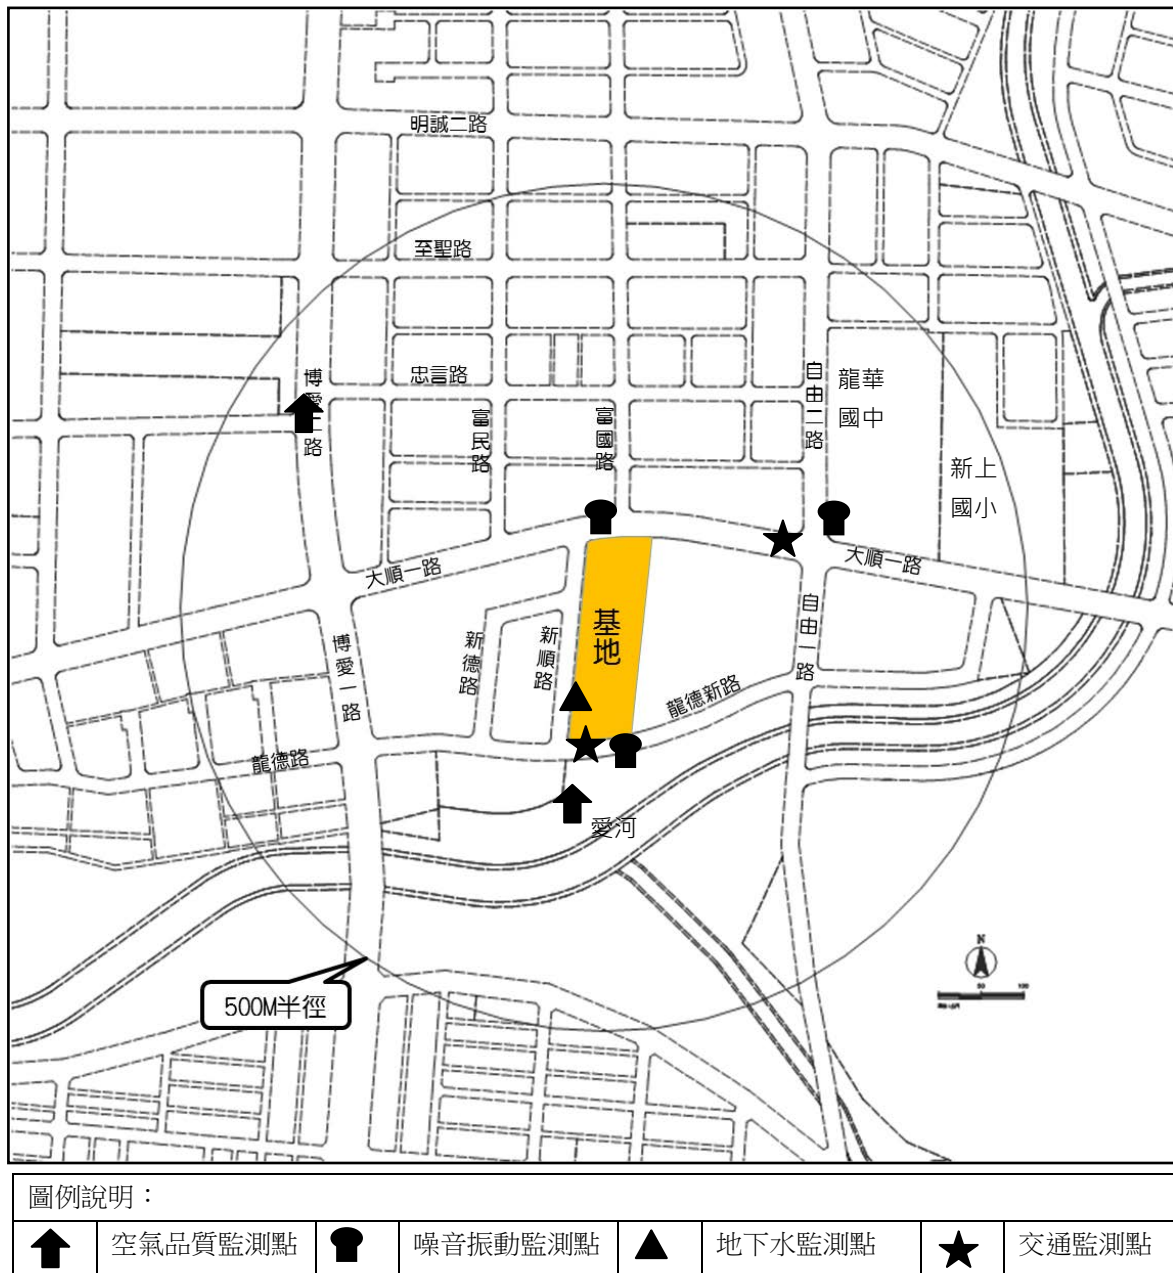 明誠二路
至聖路
忠言路
博愛二路
富民路
富國路
自由二路
龍華
國中
新上
國小
大順一路
大順一路
基地
新德路
新順路
自由一路
博愛一路
龍德新路
龍德路
愛河
N
50
100
500M半徑
圖例說明：
空氣品質監測點
噪音振動監測點
地下水監測點
交通監測點